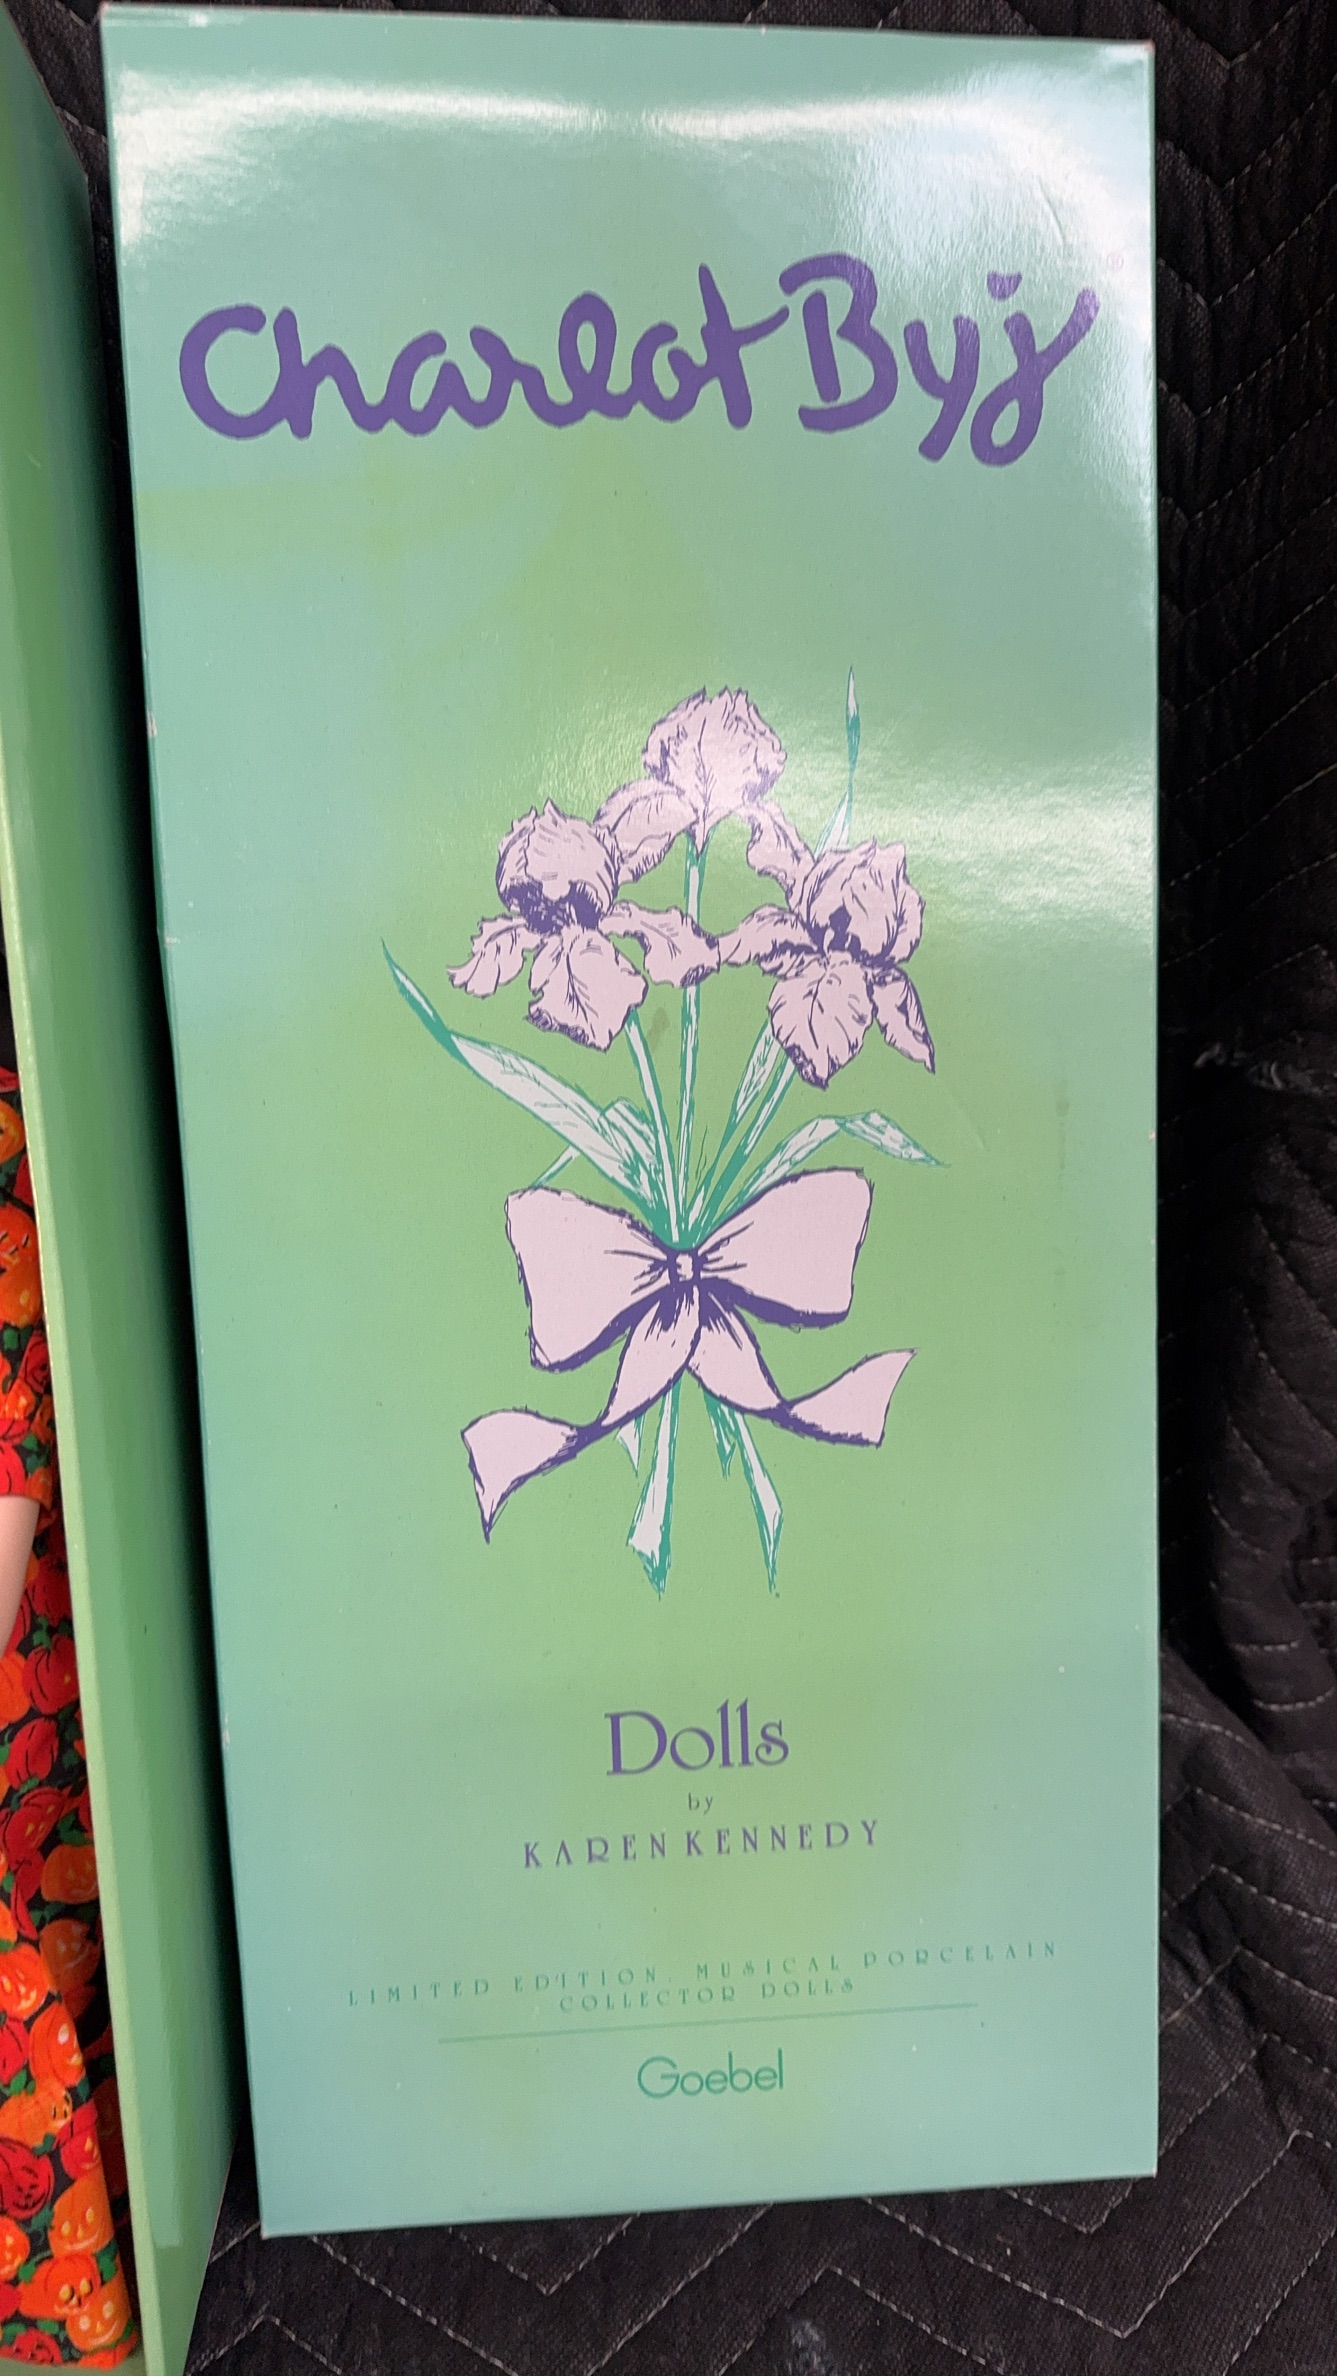 Charlot Byj ®
Dolls
by
KAREN KENNEDY
LIMITED EDITION, MUSICAL PORCELAIN
COLLECTOR DOLLS
Goebel